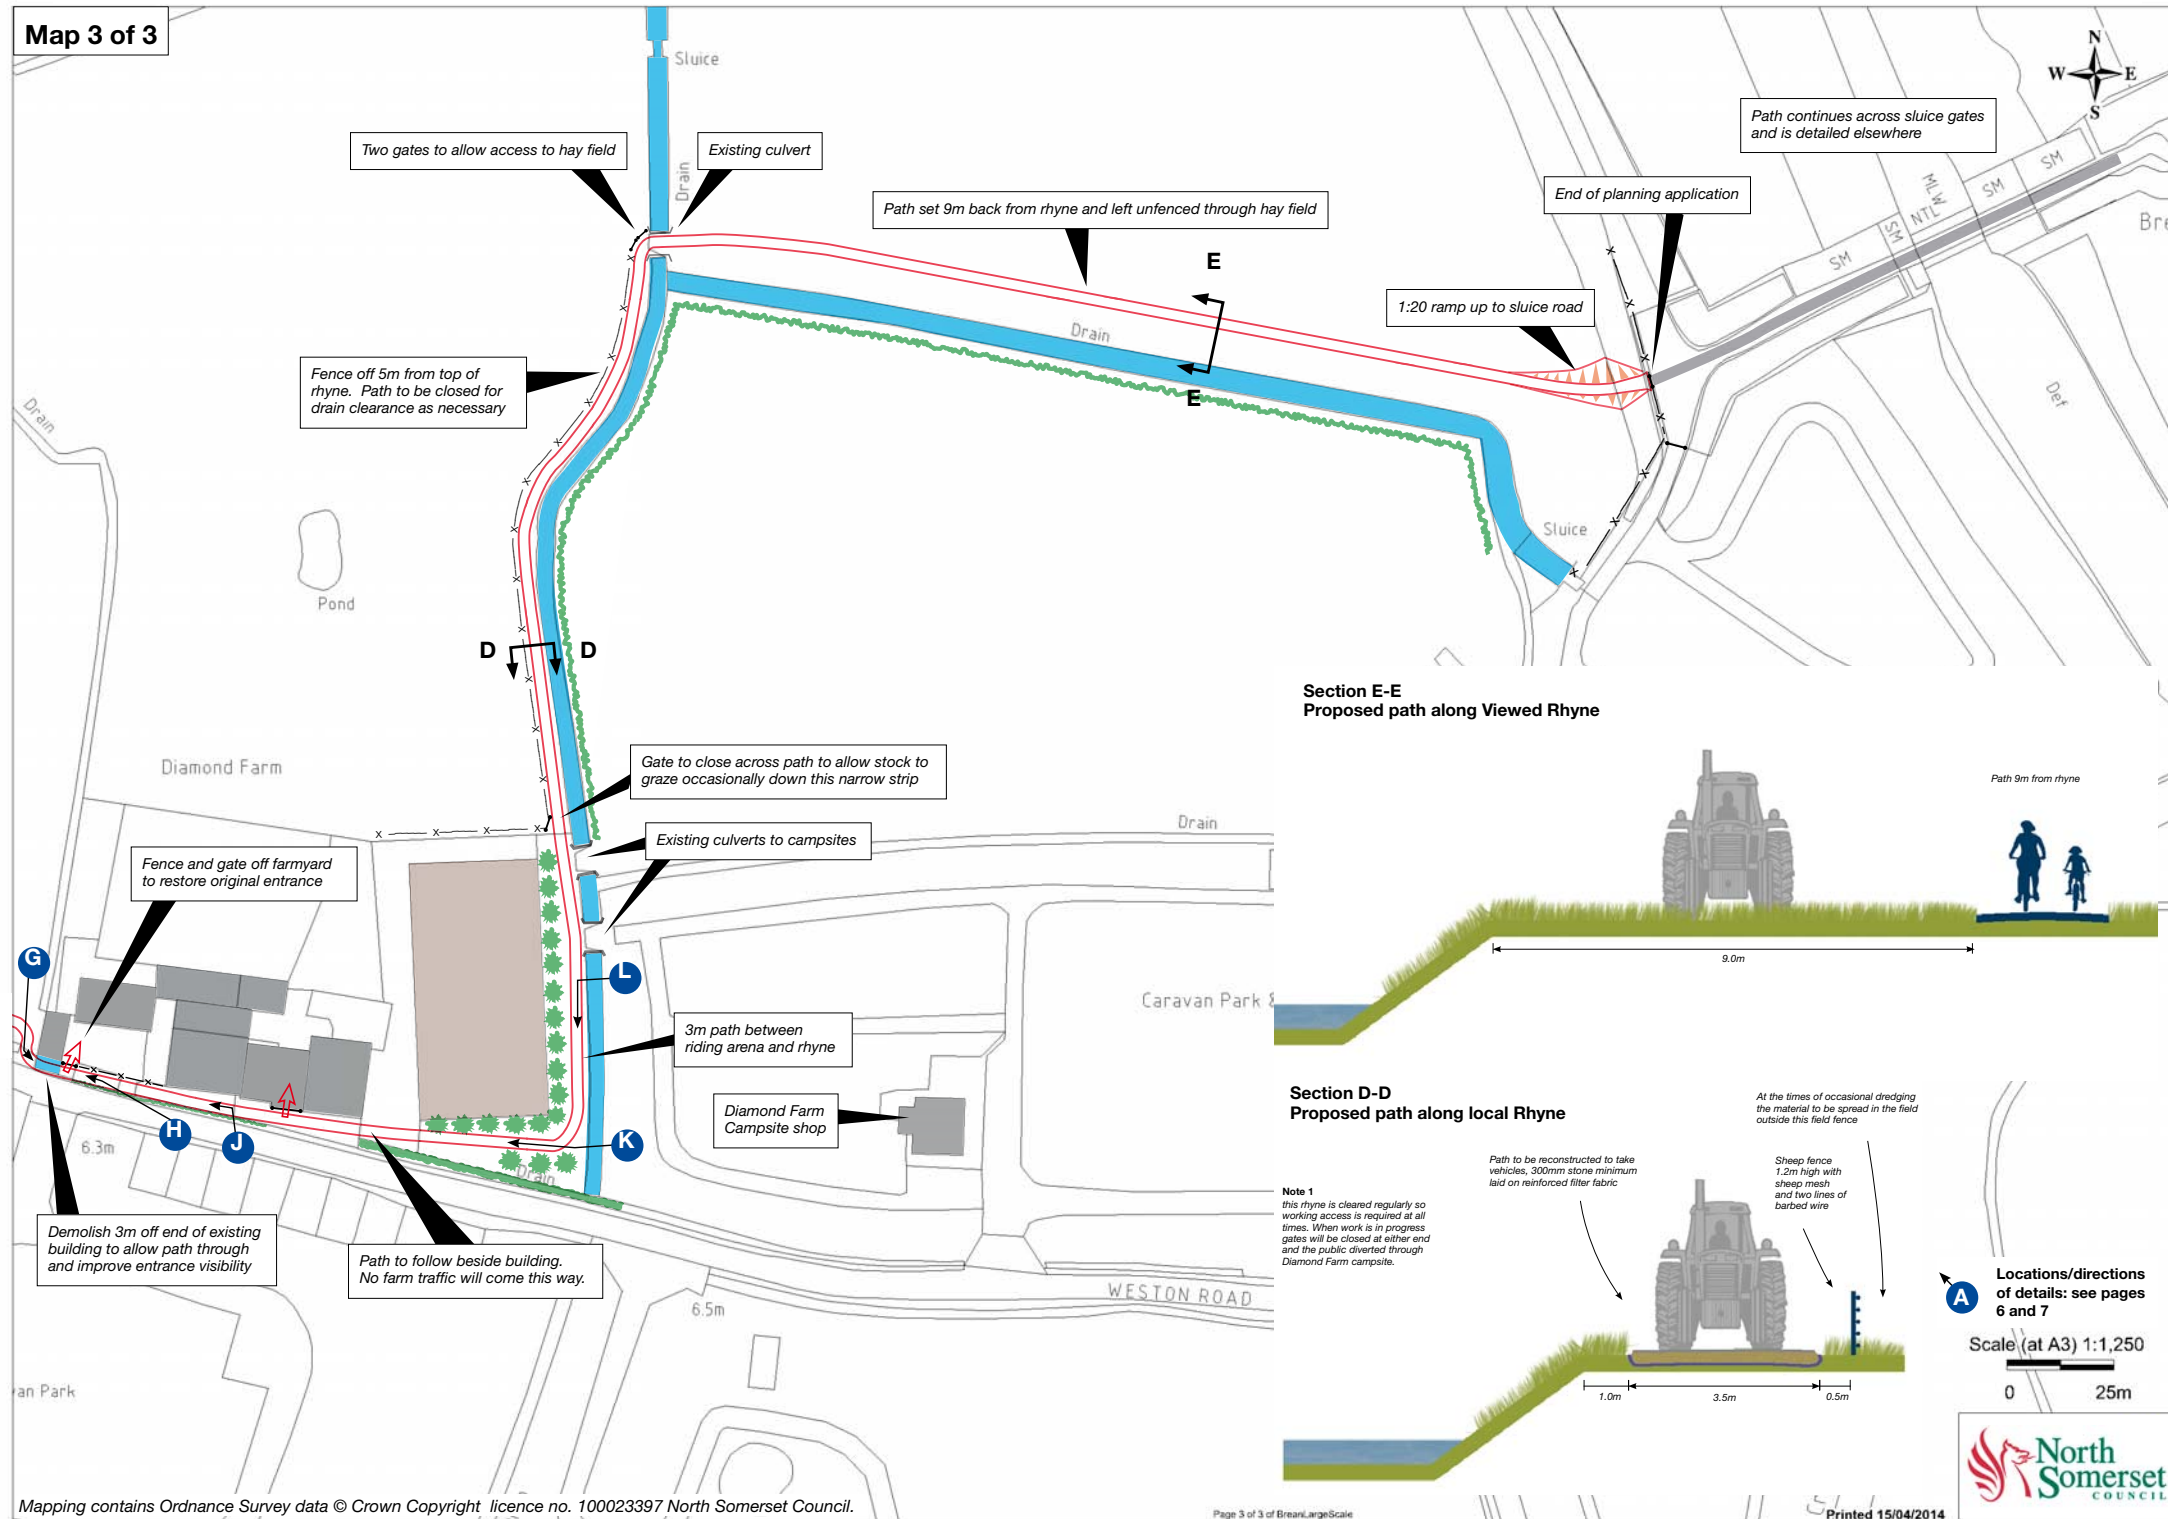 Map 3 of 3
Sluice
N
W E
S
Path continues across sluice gates
and is detailed elsewhere
Two gates to allow access to hay field
Existing culvert
Drain
Path set 9m back from rhyne and left unfenced through hay field
End of planning application
SM
SM
MLW
NTL
SM
SM
Bre
E
1:20 ramp up to sluice road
Drain
E
Fence off 5m from top of
rhyne. Path to be closed for
drain clearance as necessary
Drain
Def
Sluice
Pond
D D
Section E-E
Proposed path along Viewed Rhyne
Path 9m from rhyne
9.0m
Diamond Farm
Gate to close across path to allow stock to
graze occasionally down this narrow strip
Drain
Existing culverts to campsites
Fence and gate off farmyard
to restore original entrance
G
L
Caravan Park &
3m path between
riding arena and rhyne
Diamond Farm
Campsite shop
H
J
K
6.3m
Drain
Demolish 3m off end of existing
building to allow path through
and improve entrance visibility
Path to follow beside building.
No farm traffic will come this way.
WESTON ROAD
6.5m
van Park
Section D-D
Proposed path along local Rhyne
At the times of occasional dredging
the material to be spread in the field
outside this field fence
Path to be reconstructed to take
vehicles, 300mm stone minimum
laid on reinforced filter fabric
Sheep fence
1.2m high with
sheep mesh
and two lines of
barbed wire
Note 1
this rhyne is cleared regularly so
working access is required at all
times. When work is in progress
gates will be closed at either end
and the public diverted through
Diamond Farm campsite.
1.0m
3.5m
0.5m
A
Locations/directions
of details: see pages
6 and 7
Scale (at A3) 1:1,250
0 25m
North
Somerset
COUNCIL
Mapping contains Ordnance Survey data © Crown Copyright licence no. 100023397 North Somerset Council.
Page 3 of 3 of BreanLargeScale
Printed 15/04/2014